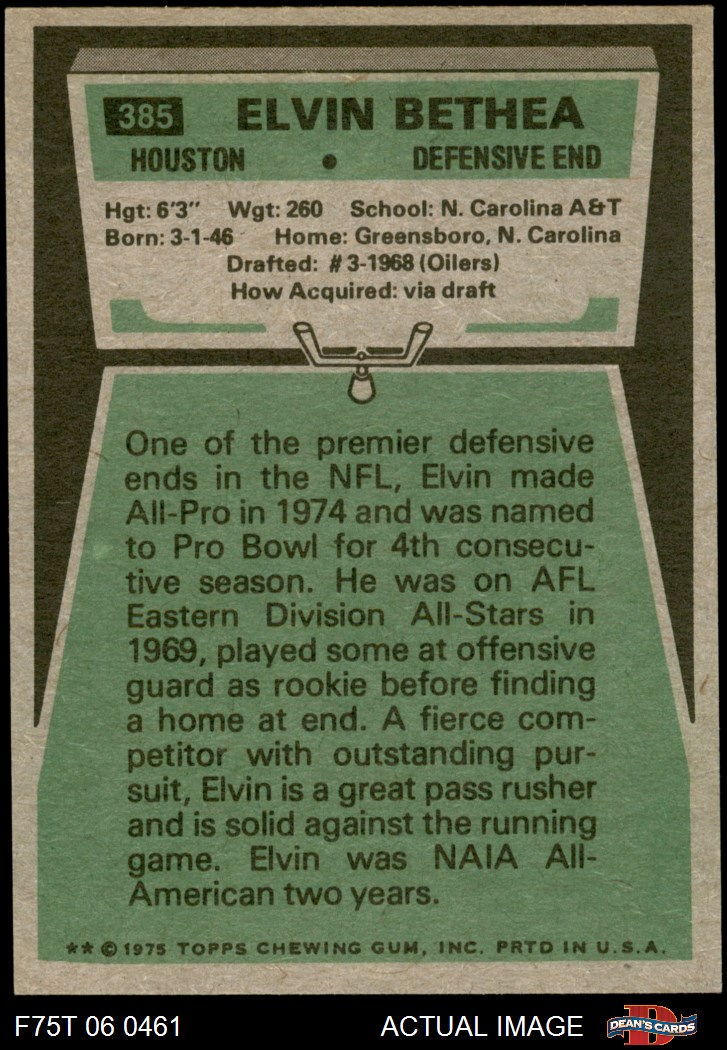 385 ELVIN BETHEA
HOUSTON • DEFENSIVE END
Hgt: 6'3" Wgt: 260 School: N. Carolina A&T
Born: 3-1-46 Home: Greensboro, N. Carolina
Drafted: #3-1968 (Oilers)
How Acquired: via draft
One of the premier defensive
ends in the NFL, Elvin made
All-Pro in 1974 and was named
to Pro Bowl for 4th consecu-
tive season. He was on AFL
Eastern Division All-Stars in
1969, played some at offensive
guard as rookie before finding
a home at end. A fierce com-
petitor with outstanding pur-
suit, Elvin is a great pass rusher
and is solid against the running
game. Elvin was NAIA All-
American two years.
** © 1975 TOPPS CHEWING GUM, INC. PRTD IN U.S.A.
F75T 06 0461 ACTUAL IMAGE D DEAN'S CARDS